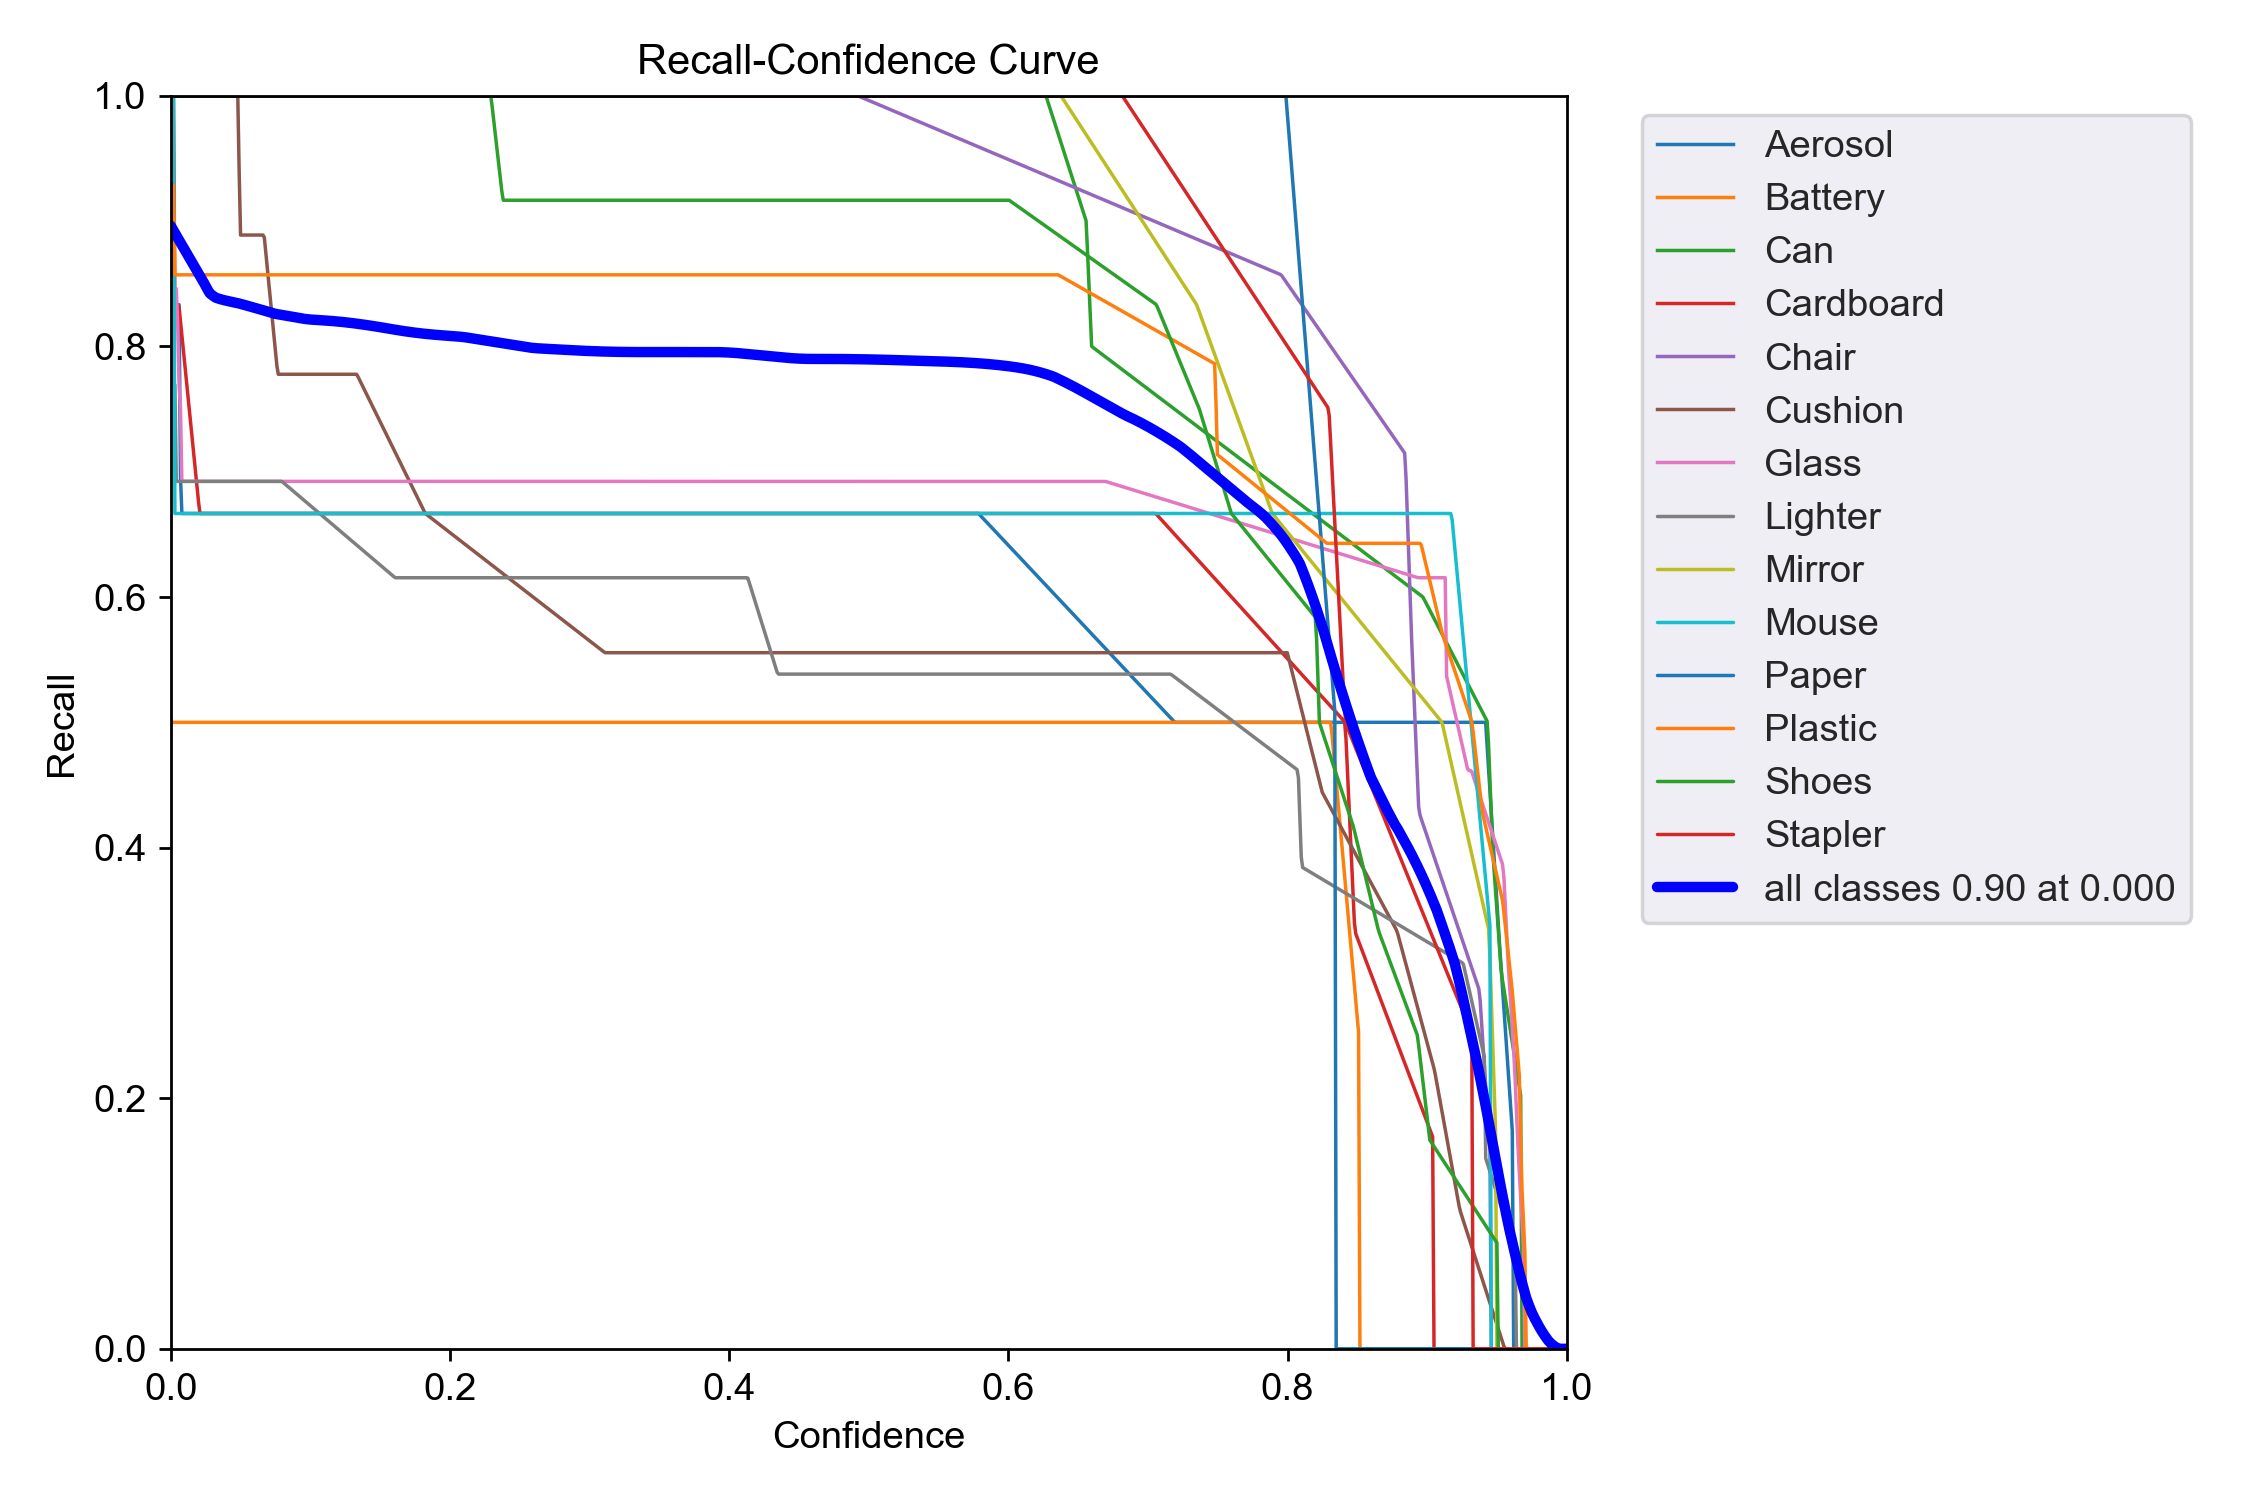 Recall-Confidence Curve
1.0
0.8
0.6
0.4
0.2
0.0
Recall
0.0 0.2 0.4 0.6 0.8 1.0
Confidence
Aerosol
Battery
Can
Cardboard
Chair
Cushion
Glass
Lighter
Mirror
Mouse
Paper
Plastic
Shoes
Stapler
all classes 0.90 at 0.000